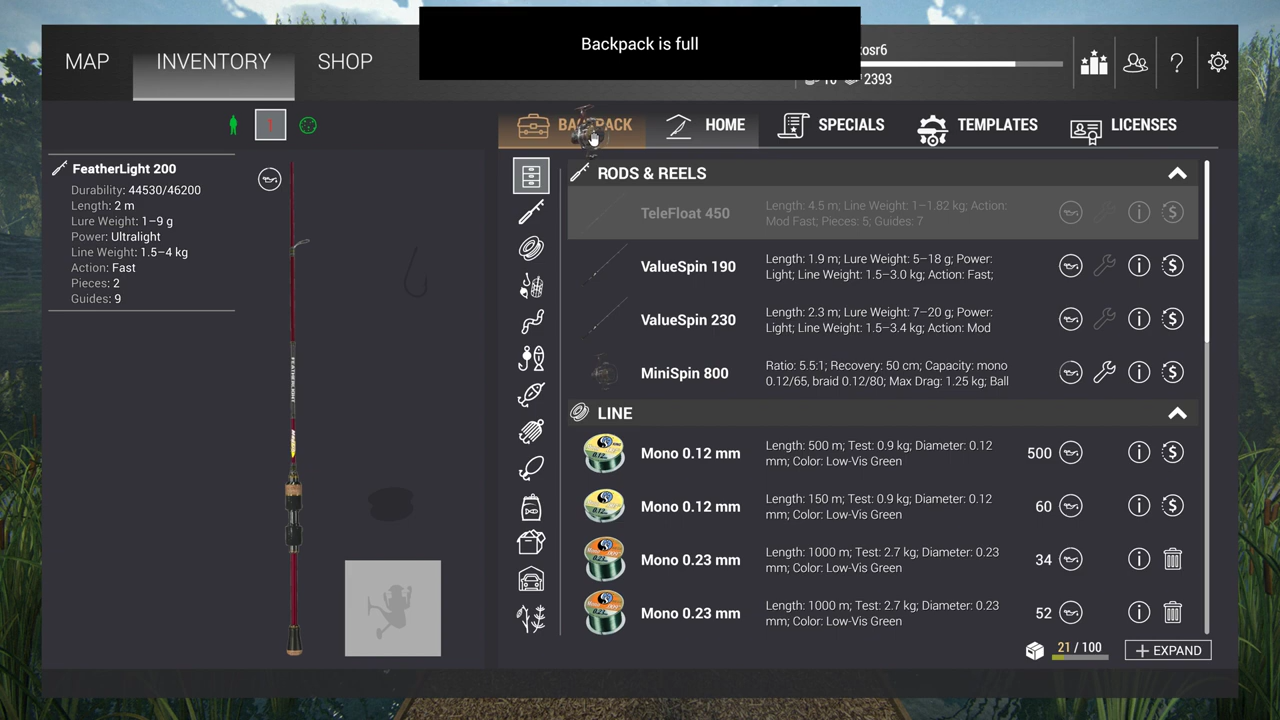 Backpack is full
MAP
INVENTORY
SHOP
osr6
2393
1
BACKPACK
HOME
SPECIALS
TEMPLATES
LICENSES
FeatherLight 200
Durability: 44530/46200
Length: 2 m
Lure Weight: 1–9 g
Power: Ultralight
Line Weight: 1.5–4 kg
Action: Fast
Pieces: 2
Guides: 9
FEATHERLIGHT
RODS & REELS
TeleFloat 450
Length: 4.5 m; Line Weight: 1–1.82 kg; Action:
Mod Fast; Pieces: 5; Guides: 7
ValueSpin 190
Length: 1.9 m; Lure Weight: 5–18 g; Power:
Light; Line Weight: 1.5–3.0 kg; Action: Fast;
ValueSpin 230
Length: 2.3 m; Lure Weight: 7–20 g; Power:
Light; Line Weight: 1.5–3.4 kg; Action: Mod
MiniSpin 800
Ratio: 5.5:1; Recovery: 50 cm; Capacity: mono
0.12/65, braid 0.12/80; Max Drag: 1.25 kg; Ball
LINE
Mono 0.12 mm
Length: 500 m; Test: 0.9 kg; Diameter: 0.12
mm; Color: Low-Vis Green
500
Mono 0.12 mm
Length: 150 m; Test: 0.9 kg; Diameter: 0.12
mm; Color: Low-Vis Green
60
Mono 0.23 mm
Length: 1000 m; Test: 2.7 kg; Diameter: 0.23
mm; Color: Low-Vis Green
34
Mono 0.23 mm
Length: 1000 m; Test: 2.7 kg; Diameter: 0.23
mm; Color: Low-Vis Green
52
21 / 100
+ EXPAND